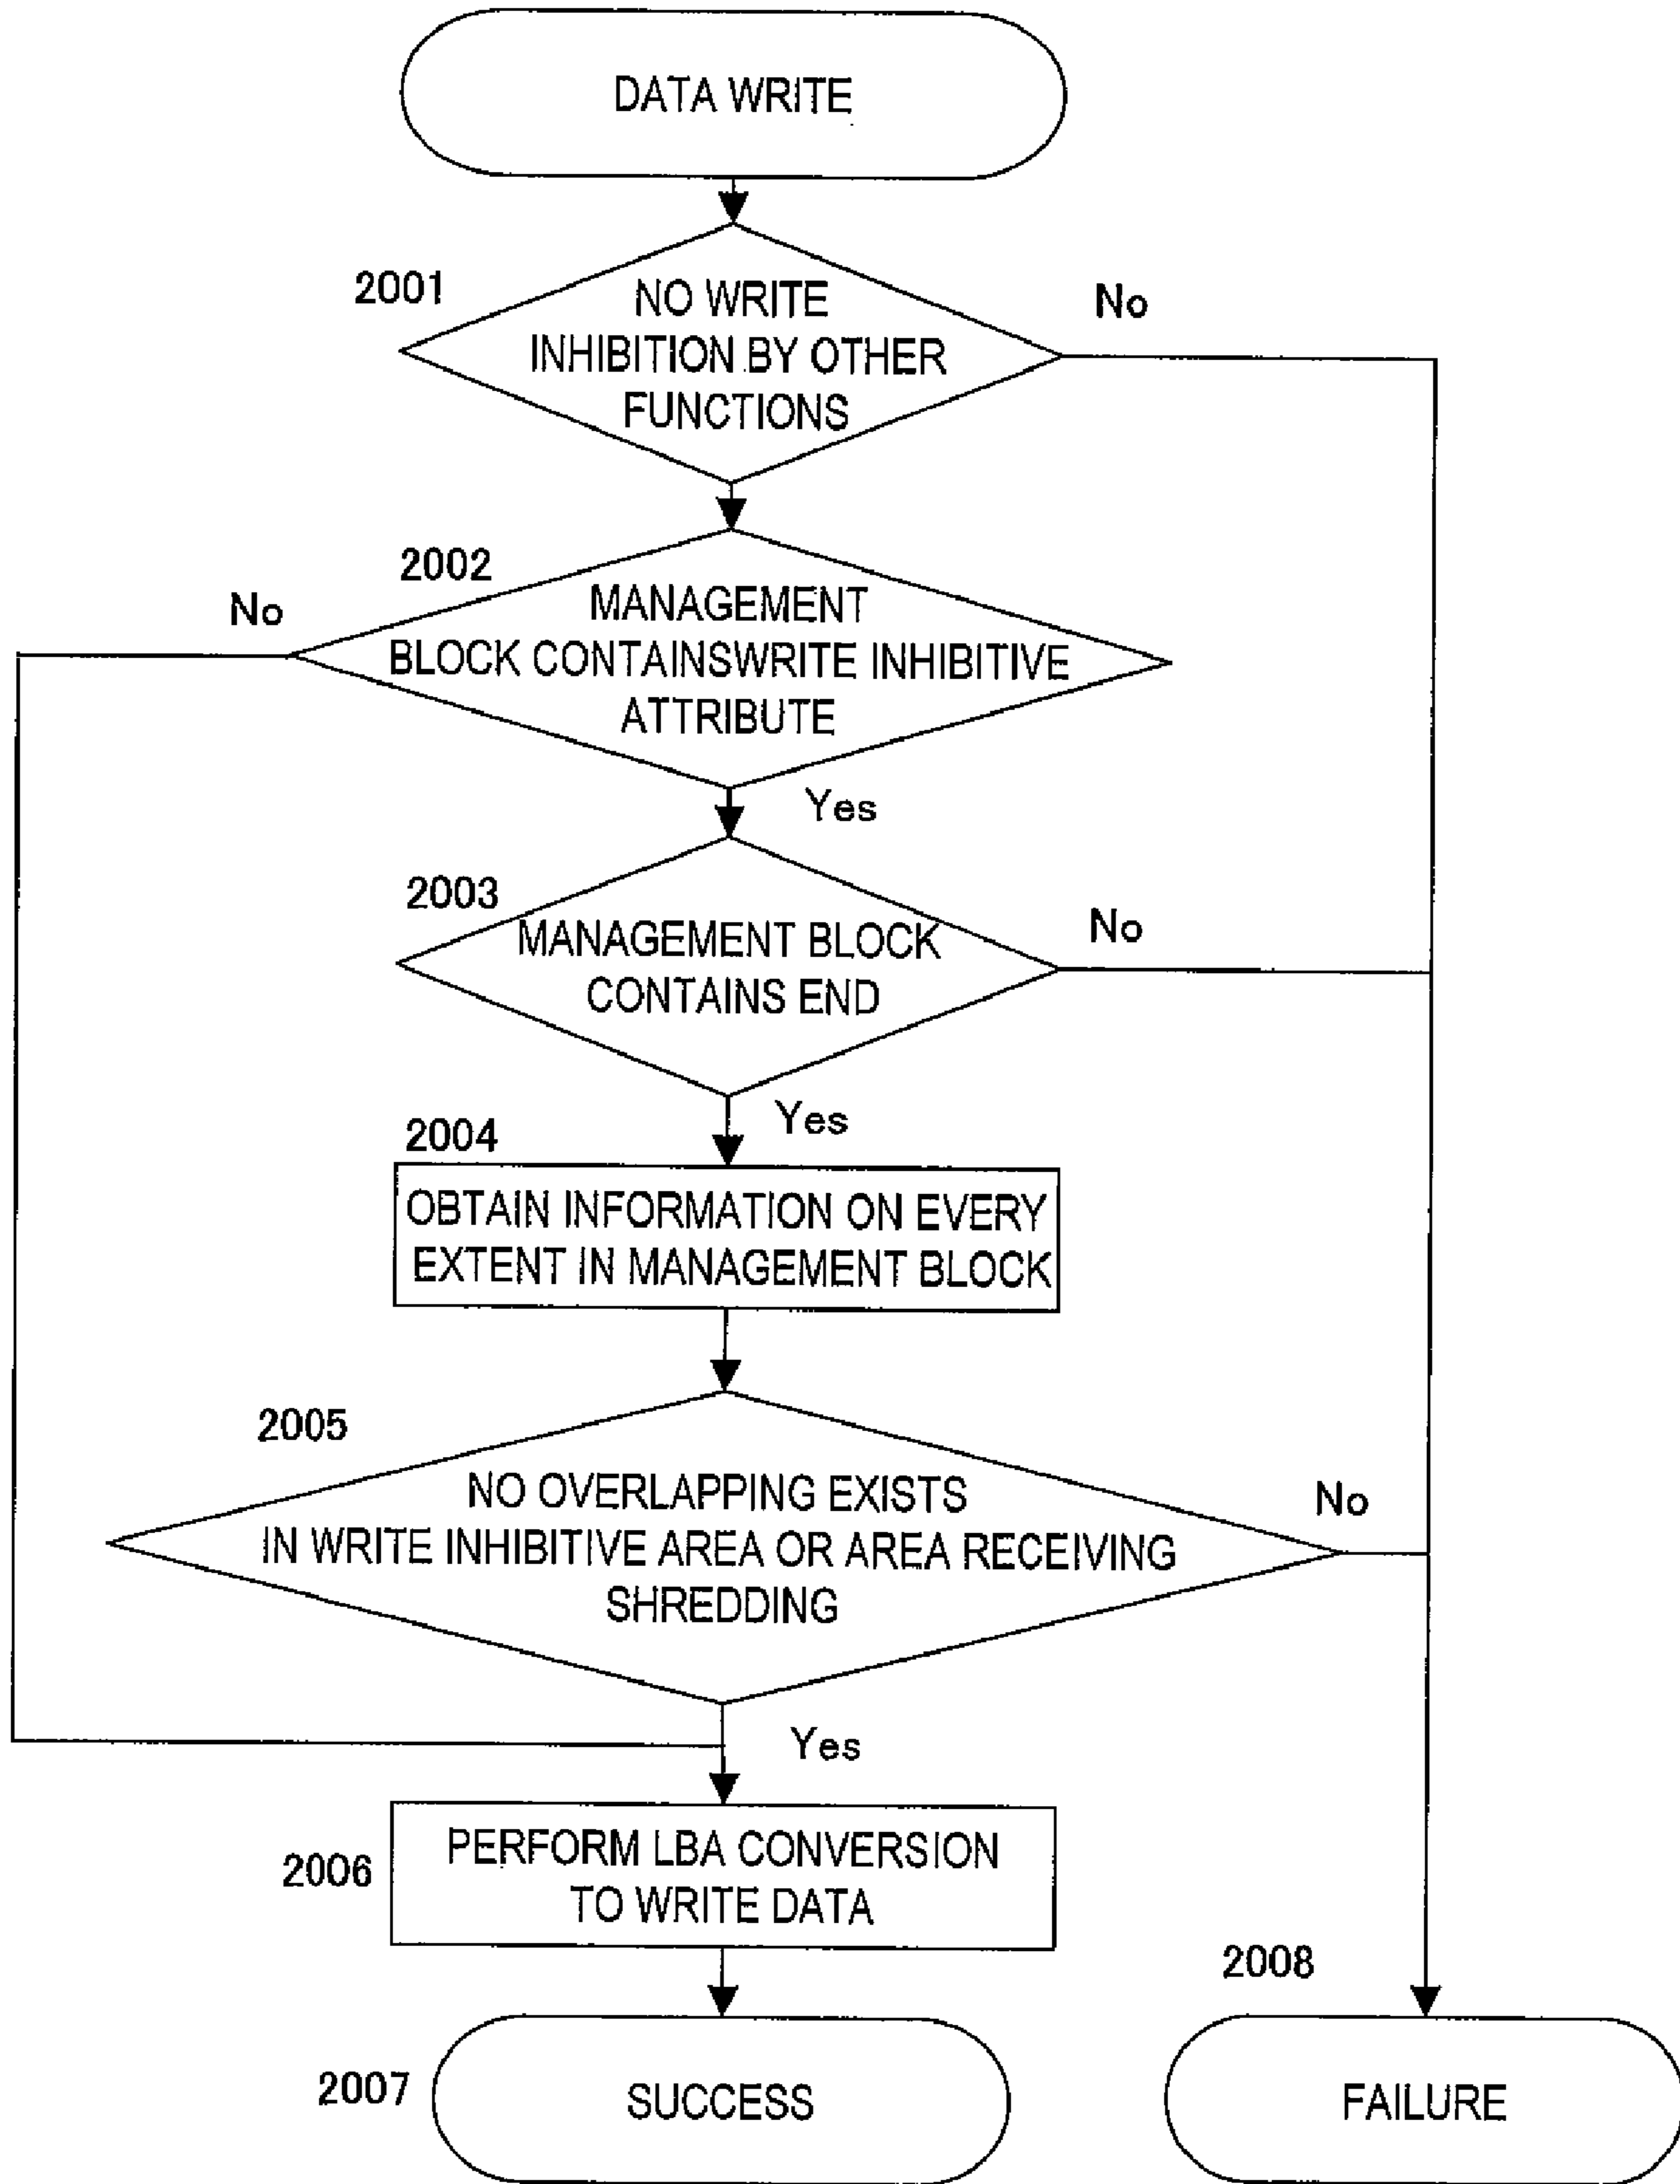 DATA WRITE
2001
NO WRITE
INHIBITION BY OTHER
FUNCTIONS
No
2002
No
MANAGEMENT
BLOCK CONTAINSWRITE INHIBITIVE
ATTRIBUTE
Yes
2003
MANAGEMENT BLOCK
CONTAINS END
No
Yes
2004
OBTAIN INFORMATION ON EVERY
EXTENT IN MANAGEMENT BLOCK
2005
NO OVERLAPPING EXISTS
IN WRITE INHIBITIVE AREA OR AREA RECEIVING
SHREDDING
No
Yes
2006
PERFORM LBA CONVERSION
TO WRITE DATA
2007
SUCCESS
2008
FAILURE